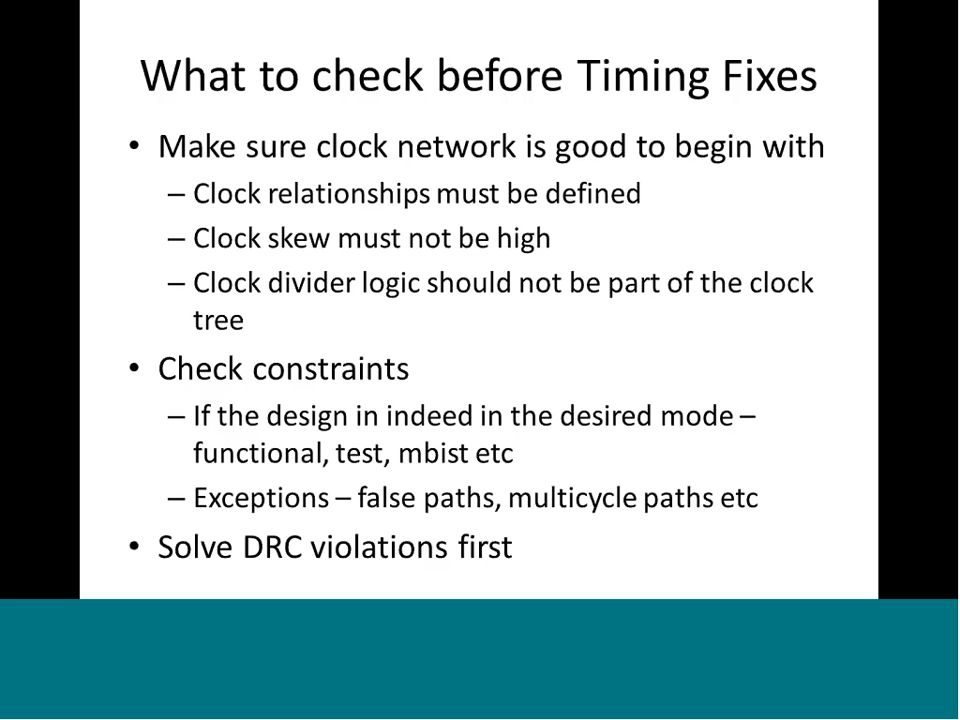 What to check before Timing Fixes
• Make sure clock network is good to begin with
– Clock relationships must be defined
– Clock skew must not be high
– Clock divider logic should not be part of the clock
tree
• Check constraints
– If the design in indeed in the desired mode –
functional, test, mbist etc
– Exceptions – false paths, multicycle paths etc
• Solve DRC violations first